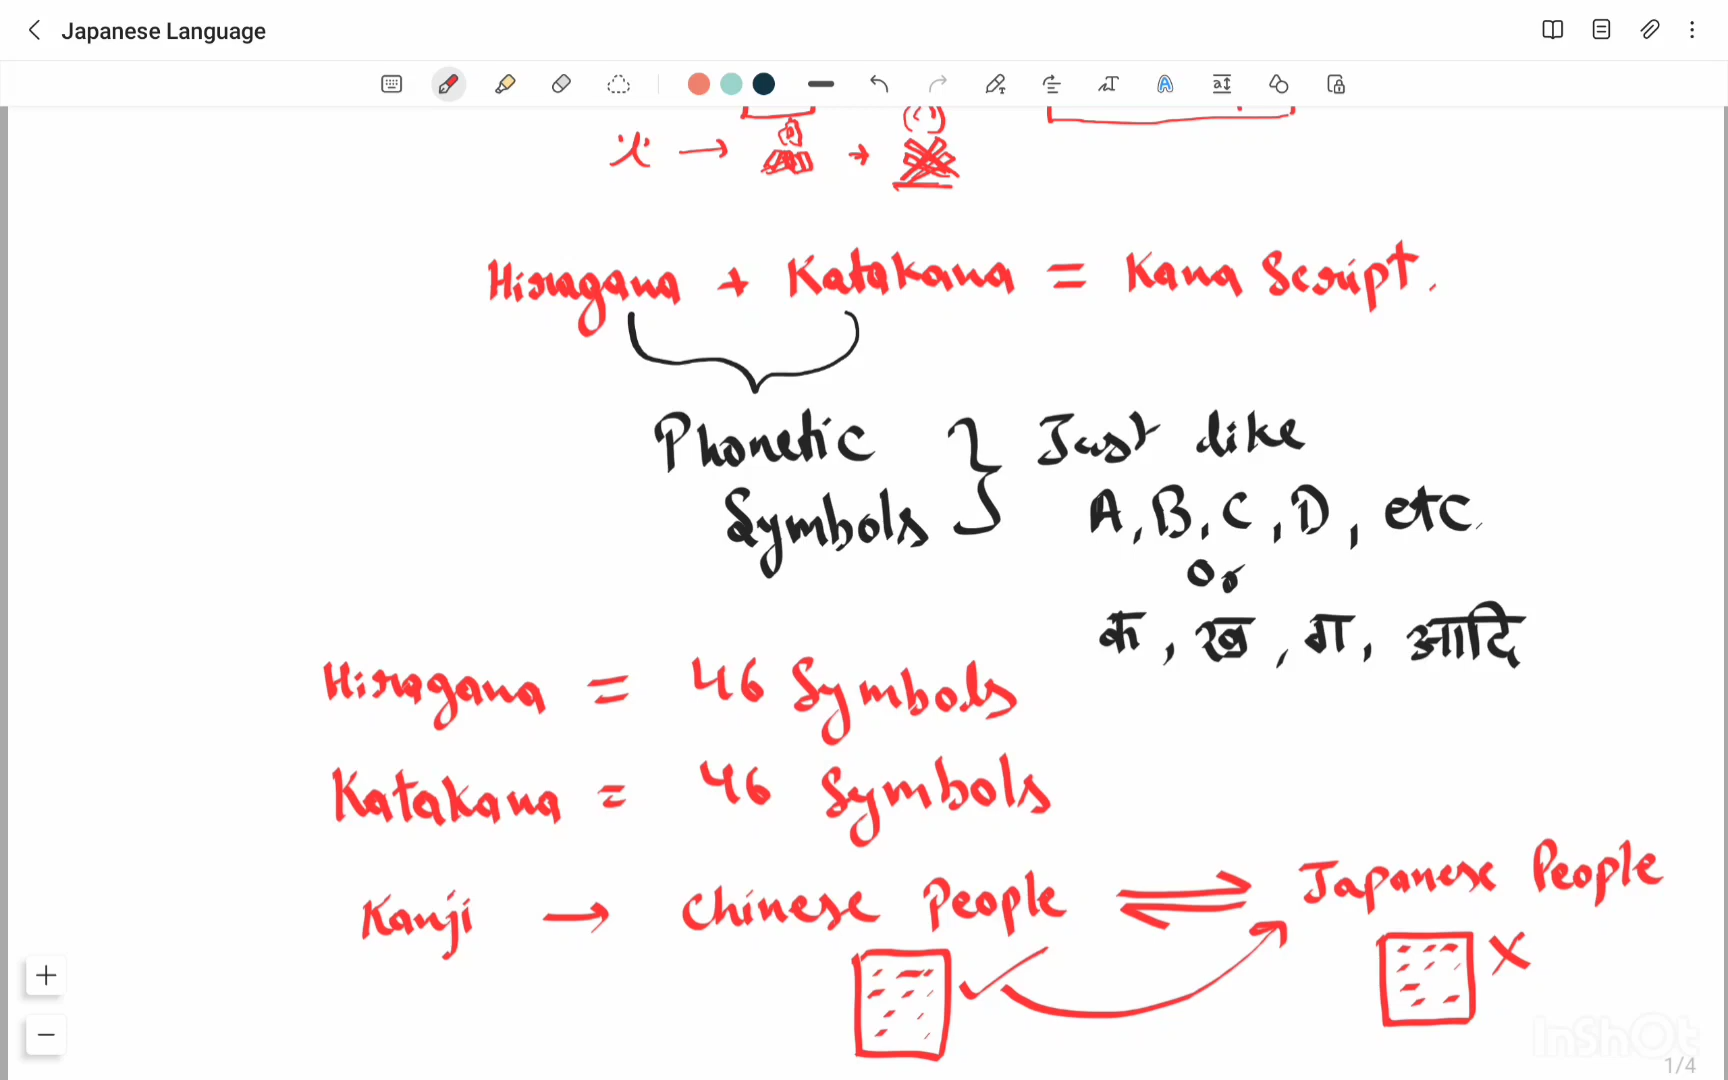 Japanese Language
火 → →
Hiragana + Katakana = Kana Script.
Phonetic
Symbols
Just like
A, B, C, D, etc.
Or
क, ख, ग, आदि
Hiragana = 46 Symbols
Katakana = 46 Symbols
Kanji → Chinese People ⇌ Japanese People
InShOt
1/4